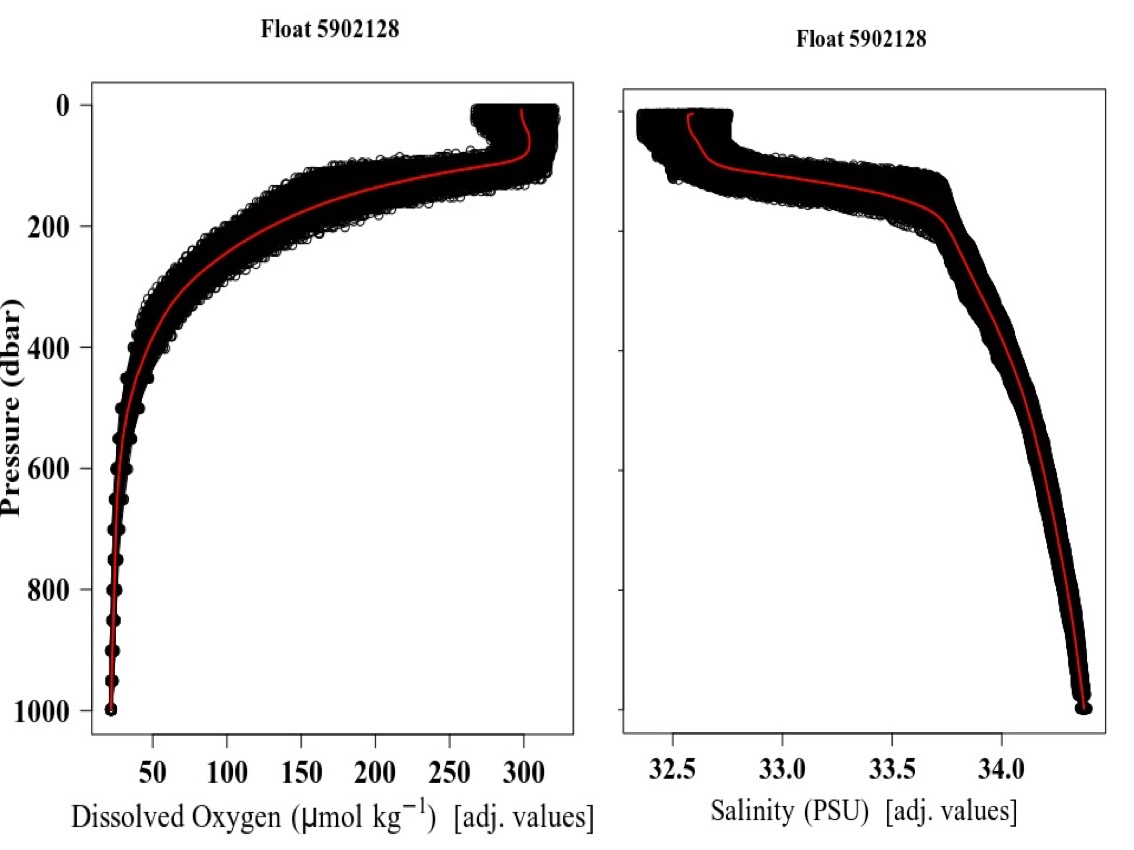 Float 5902128
Float 5902128
0
200
400
600
800
1000
Pressure (dbar)
50 100 150 200 250 300
32.5 33.0 33.5 34.0
Dissolved Oxygen (μmol kg⁻¹) [adj. values]
Salinity (PSU) [adj. values]